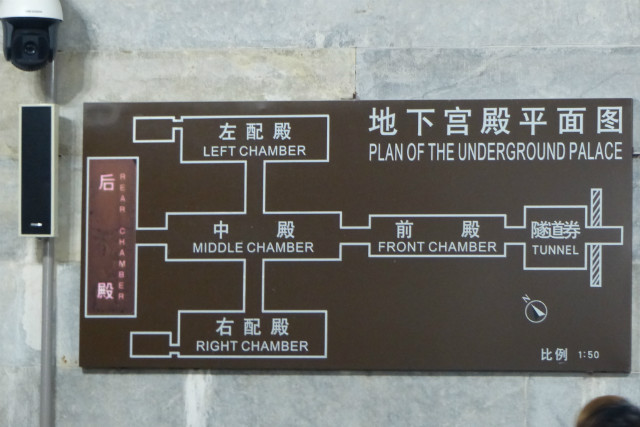 地下宫殿平面图
PLAN OF THE UNDERGROUND PALACE
左配殿
LEFT CHAMBER
后殿
REAR CHAMBER
中殿
MIDDLE CHAMBER
前殿
FRONT CHAMBER
隧道券
TUNNEL
右配殿
RIGHT CHAMBER
N
比例 1:50